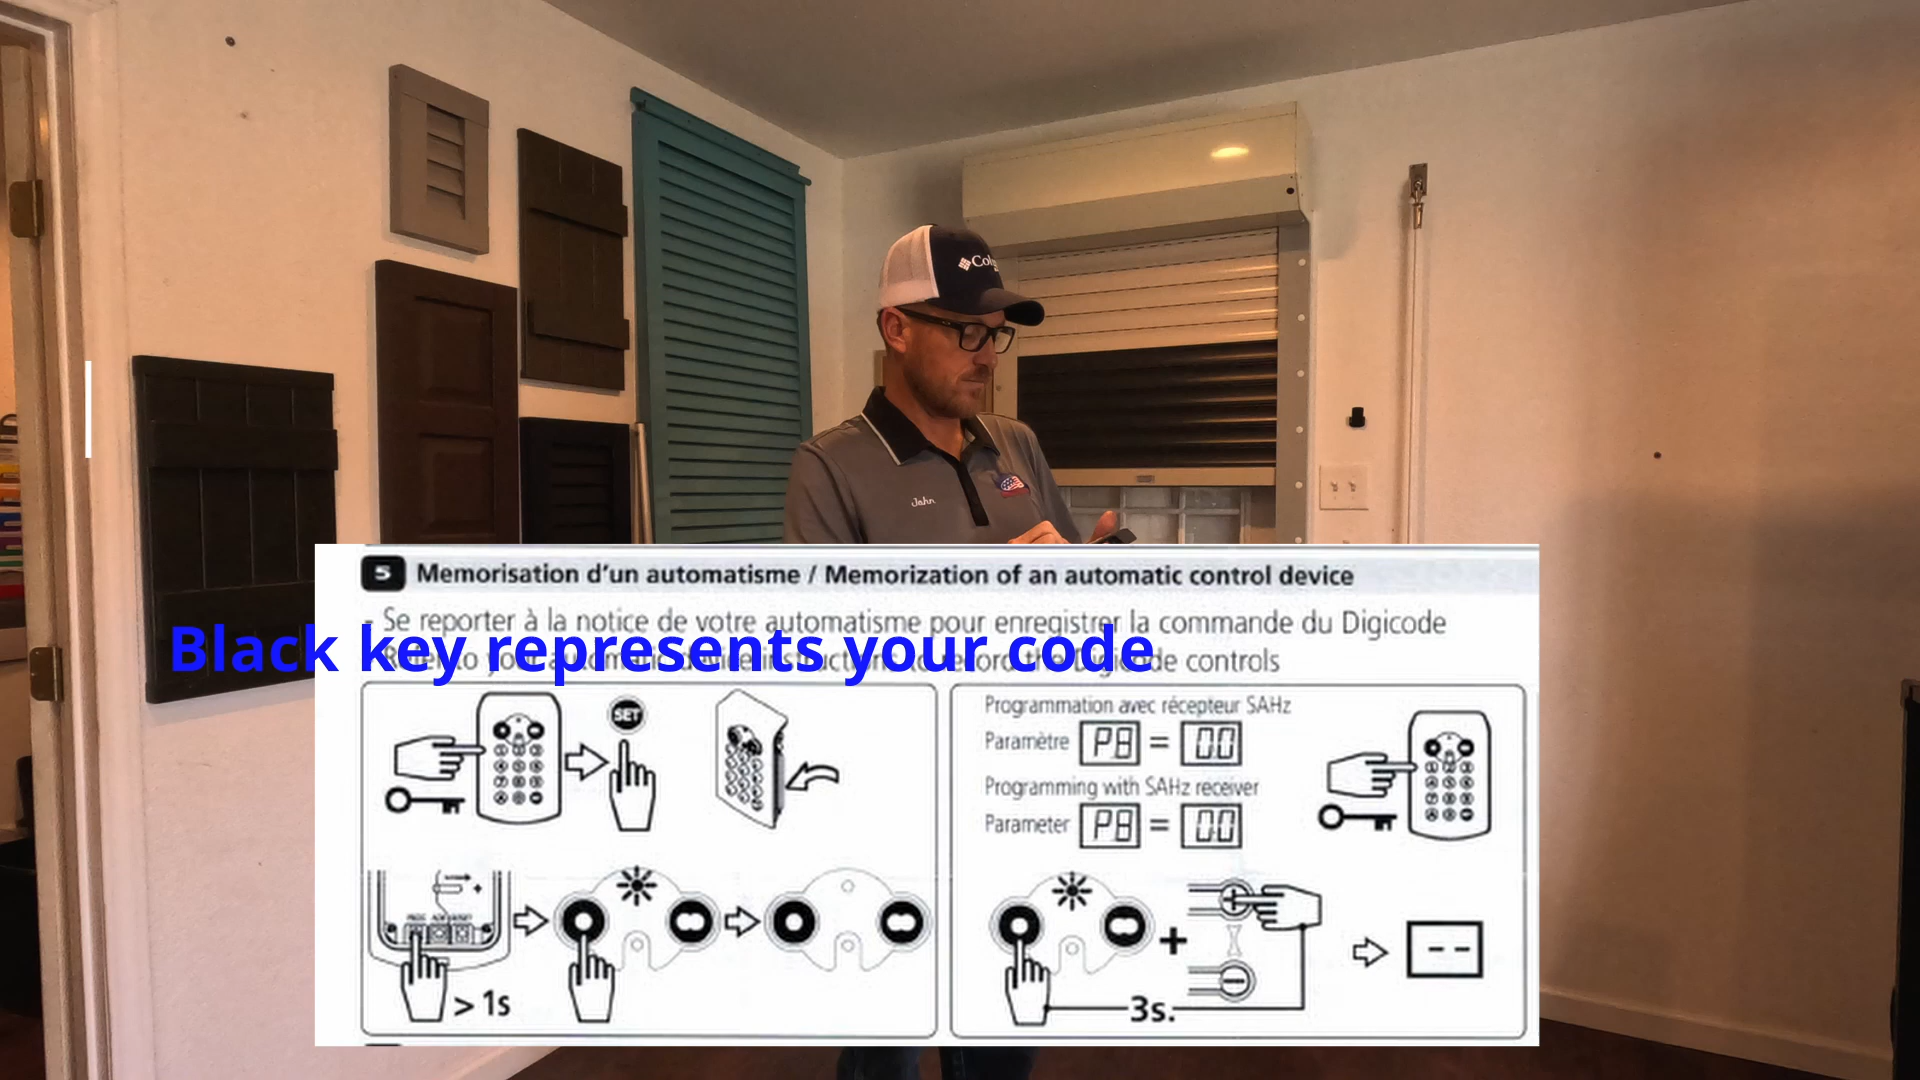 John
5 Memorisation d'un automatisme / Memorization of an automatic control device
- Se reporter à la notice de votre automatisme pour enregistrer la commande du Digicode
Black key represents your code
controls
SET
Programmation avec récepteur SAHz
Paramètre P8 = 00
Programming with SAHz receiver
Parameter P8 = 00
> 1s
+
3s.
--